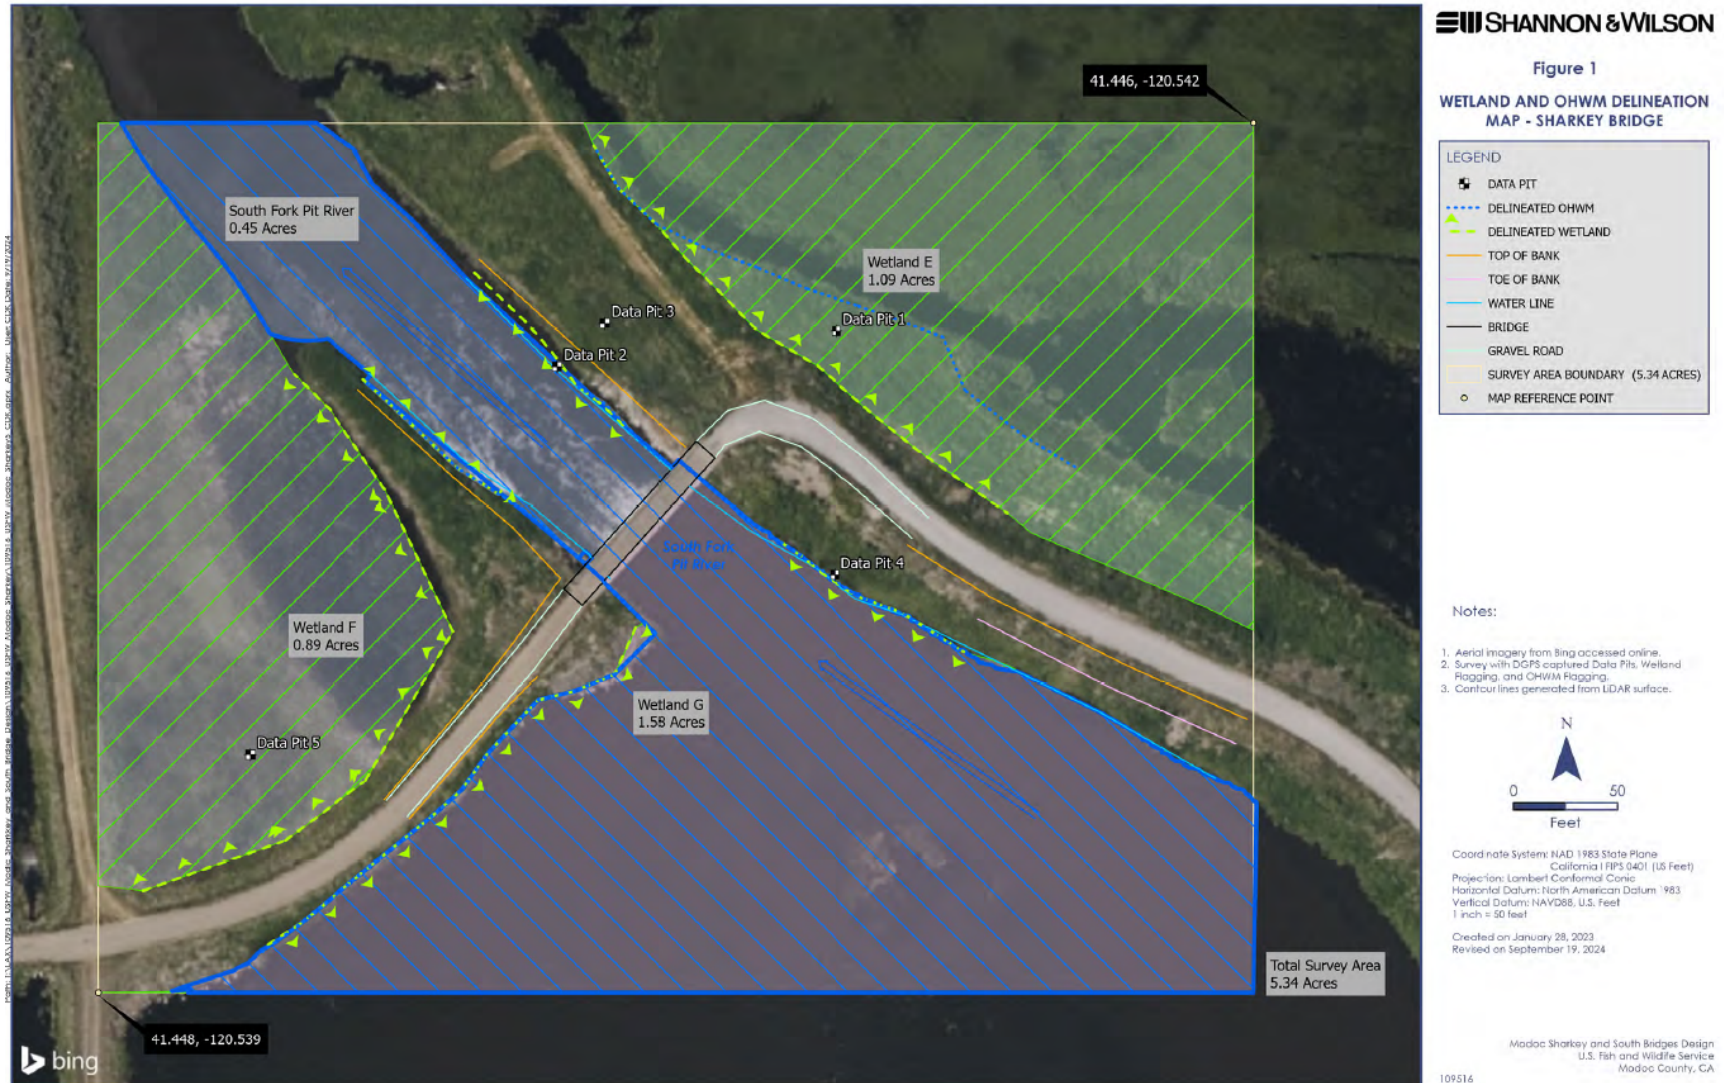 SHANNON & WILSON
Figure 1
WETLAND AND OHWM DELINEATION
MAP - SHARKEY BRIDGE
LEGEND
DATA PIT
DELINEATED OHWM
DELINEATED WETLAND
TOP OF BANK
TOE OF BANK
WATER LINE
BRIDGE
GRAVEL ROAD
SURVEY AREA BOUNDARY (5.34 ACRES)
MAP REFERENCE POINT
41.446, -120.542
South Fork Pit River
0.45 Acres
Wetland E
1.09 Acres
Data Pit 3
Data Pit 1
Data Pit 2
South Fork
Pit River
Data Pit 4
Wetland F
0.89 Acres
Wetland G
1.58 Acres
Data Pit 5
Total Survey Area
5.34 Acres
41.448, -120.539
bing
Notes:
1. Aerial imagery from Bing accessed online.
2. Survey with DGPS captured Data Pits, Wetland
Flagging, and OHWM Flagging.
3. Contour lines generated from LiDAR surface.
N
0 50
Feet
Coordinate System: NAD 1983 State Plane
California I FIPS 0401 (US Feet)
Projection: Lambert Conformal Conic
Horizontal Datum: North American Datum 1983
Vertical Datum: NAVD88, U.S. Feet
1 inch = 50 feet
Created on January 28, 2023
Revised on September 19, 2024
Modoc Sharkey and South Bridges Design
U.S. Fish and Wildlife Service
Modoc County, CA
109516